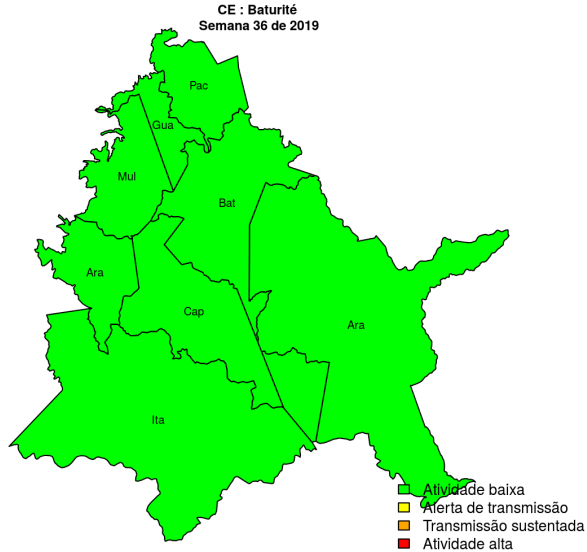 CE : Baturité
Semana 36 de 2019
Pac
Gua
Mul
Bat
Ara
Cap
Ara
Ita
Atividade baixa
Alerta de transmissão
Transmissão sustentada
Atividade alta